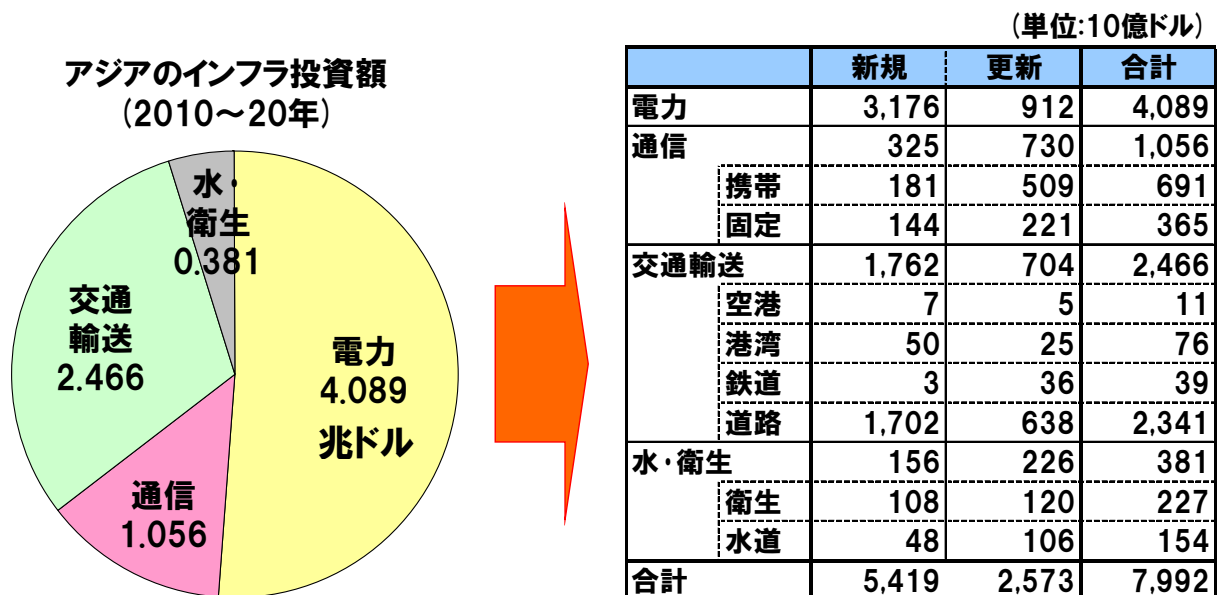 (単位:10億ドル)
アジアのインフラ投資額
(2010~20年)
水・
衛生
0.381
交通
輸送
2.466
電力
4.089
兆ドル
通信
1.056
新規 更新 合計
電力 3,176 912 4,089
通信 325 730 1,056
携帯 181 509 691
固定 144 221 365
交通輸送 1,762 704 2,466
空港 7 5 11
港湾 50 25 76
鉄道 3 36 39
道路 1,702 638 2,341
水・衛生 156 226 381
衛生 108 120 227
水道 48 106 154
合計 5,419 2,573 7,992